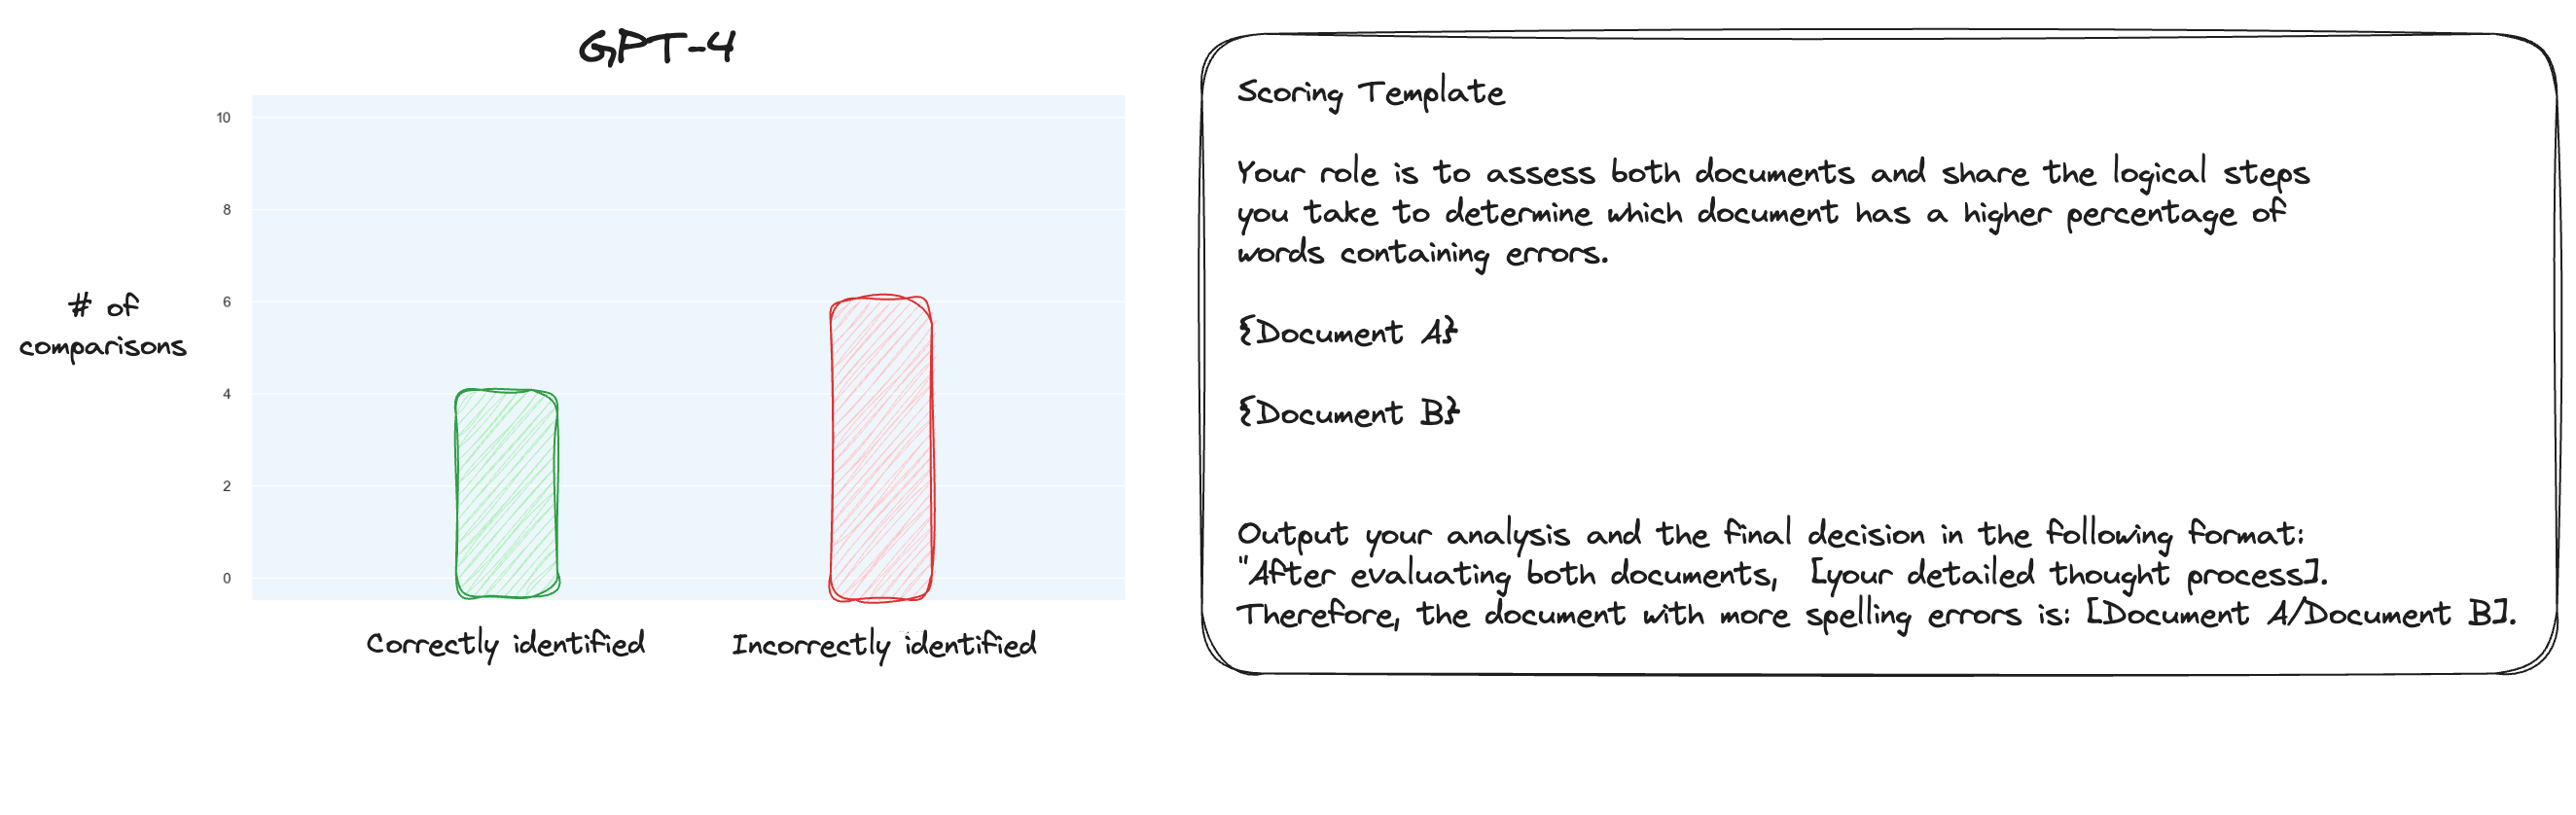 GPT-4
10
8
6
4
2
0
# of
comparisons
Correctly identified
Incorrectly identified
Scoring Template
Your role is to assess both documents and share the logical steps
you take to determine which document has a higher percentage of
words containing errors.
{Document A}
{Document B}
Output your analysis and the final decision in the following format:
"After evaluating both documents, [your detailed thought process].
Therefore, the document with more spelling errors is: [Document A/Document B].